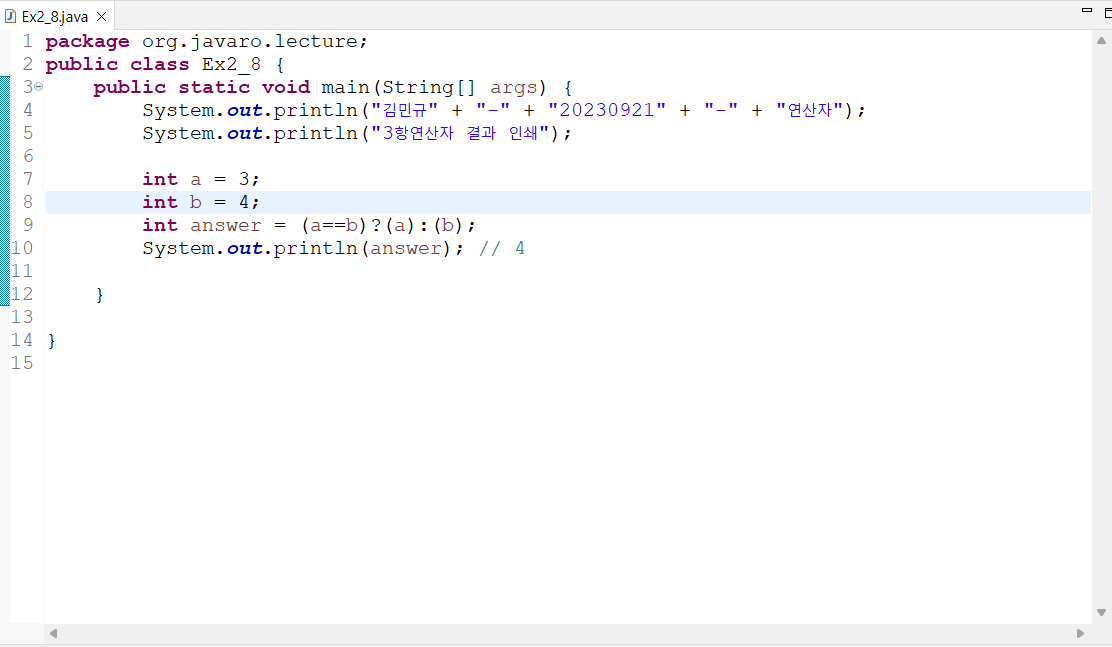 Ex2_8.java
1 package org.javaro.lecture;
2 public class Ex2_8 {
3 public static void main(String[] args) {
4 System.out.println("김민규" + "-" + "20230921" + "-" + "연산자");
5 System.out.println("3항연산자 결과 인쇄");
6
7 int a = 3;
8 int b = 4;
9 int answer = (a==b)?(a):(b);
10 System.out.println(answer); // 4
11
12 }
13
14 }
15